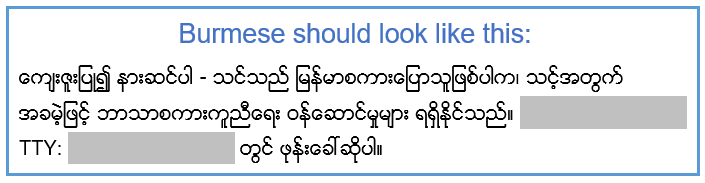 Burmese should look like this:
ကျေးဇူးပြု၍ နားဆင်ပါ - သင်သည် မြန်မာစကားပြောသူဖြစ်ပါက၊ သင့်အတွက်
အခမဲ့ဖြင့် ဘာသာစကားကူညီရေး ဝန်ဆောင်မှုများ ရရှိနိုင်သည်။
TTY: တွင် ဖုန်းခေါ်ဆိုပါ။